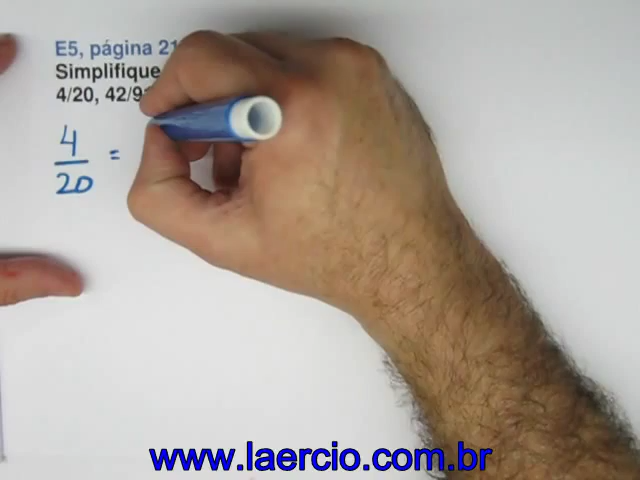 E5, página 21
Simplifique
4/20, 42/9
4
20
=
www.laercio.com.br